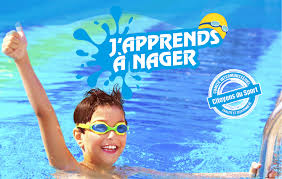 J'APPRENDS
À NAGER
Citoyens du Sport